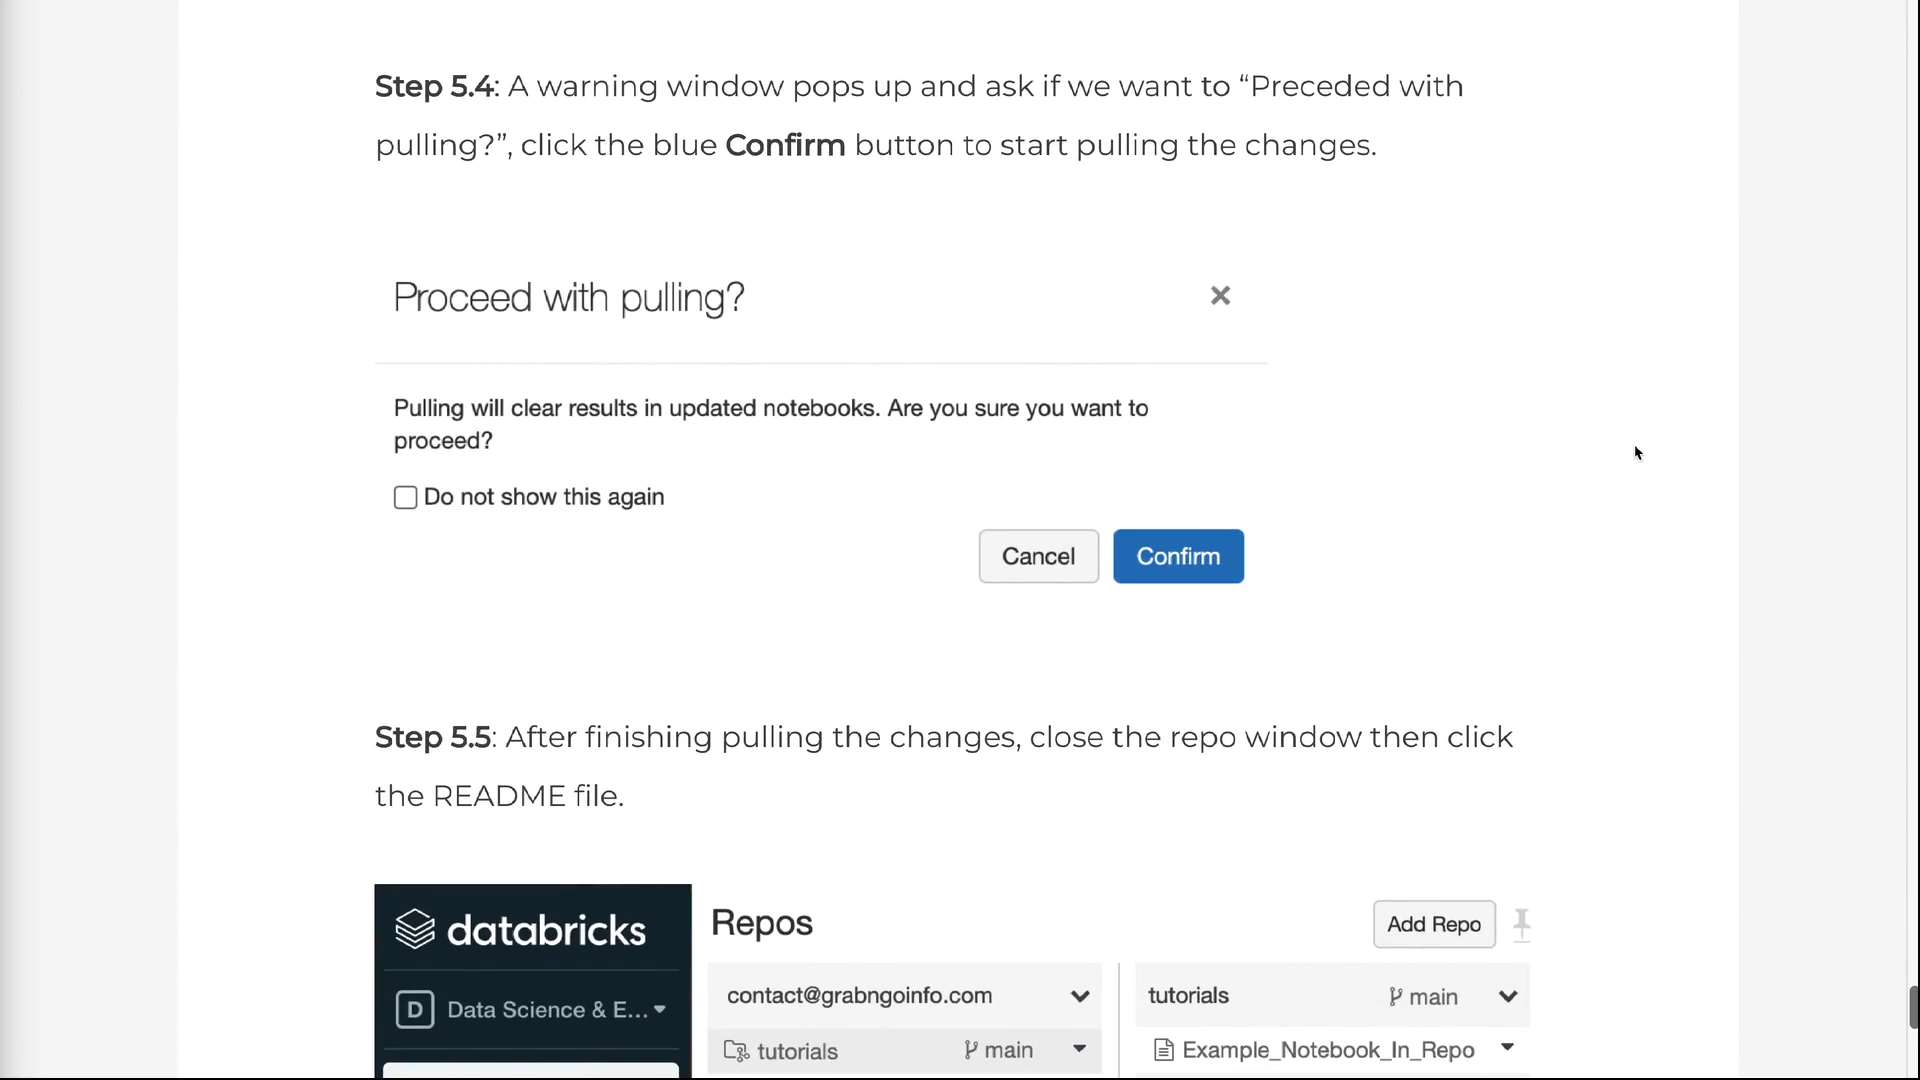 Step 5.4: A warning window pops up and ask if we want to “Preceded with
pulling?”, click the blue Confirm button to start pulling the changes.
Proceed with pulling?
Pulling will clear results in updated notebooks. Are you sure you want to
proceed?
Do not show this again
Cancel Confirm
Step 5.5: After finishing pulling the changes, close the repo window then click
the README file.
databricks
D Data Science & E...
Repos
Add Repo
contact@grabngoinfo.com
tutorials main
tutorials main
Example_Notebook_In_Repo